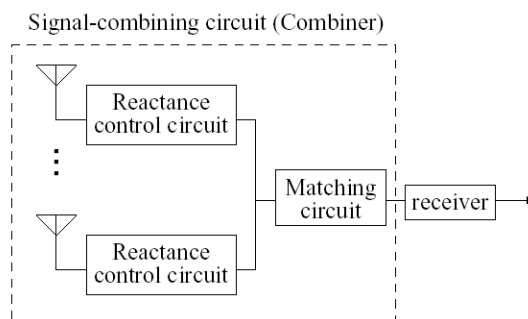 Signal-combining circuit (Combiner)
Reactance
control circuit
Matching
circuit
receiver
Reactance
control circuit